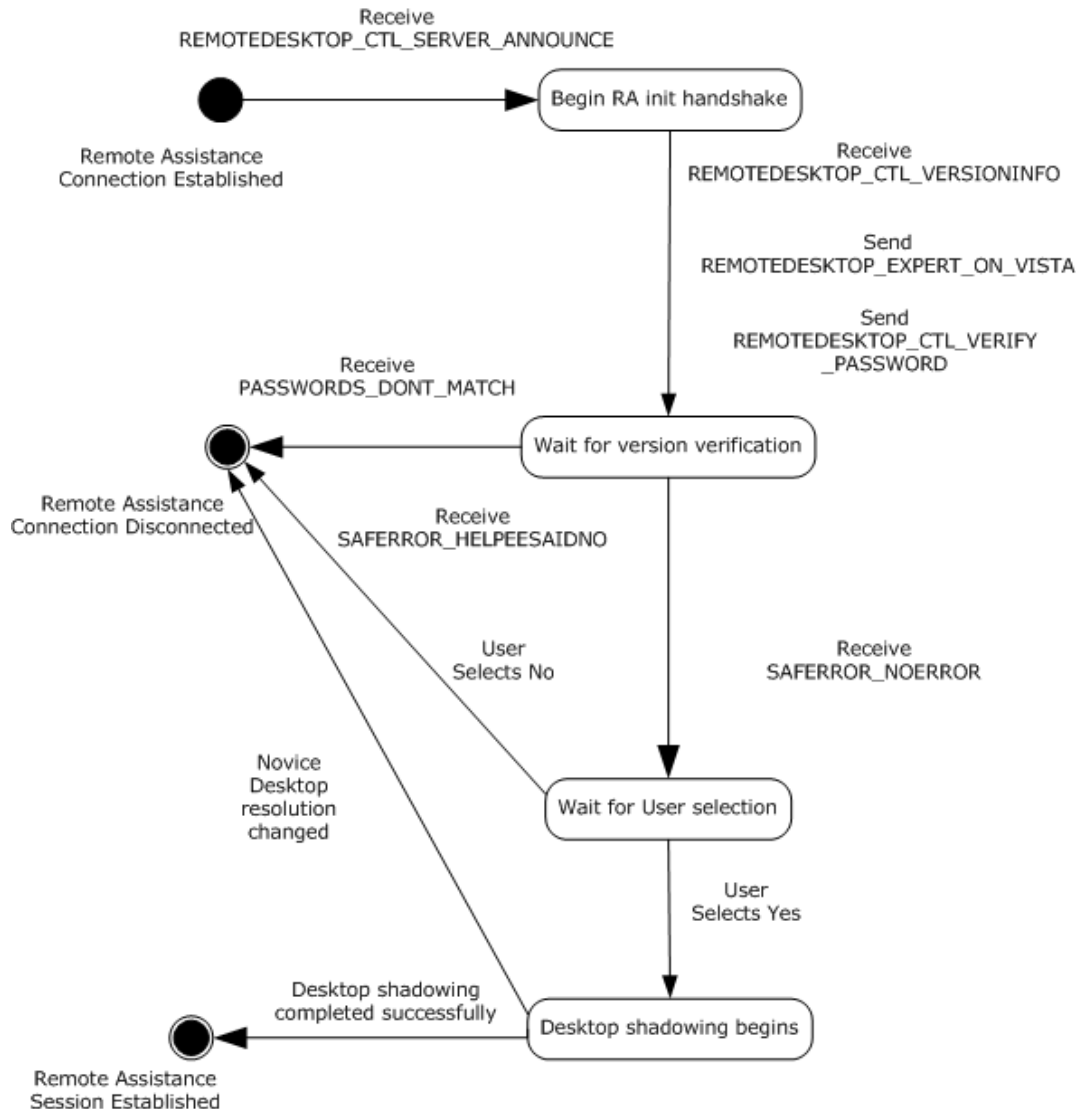 Receive
REMOTEDESKTOP_CTL_SERVER_ANNOUNCE
Begin RA init handshake
Remote Assistance
Connection Established
Receive
REMOTEDESKTOP_CTL_VERSIONINFO
Send
REMOTEDESKTOP_EXPERT_ON_VISTA
Send
REMOTEDESKTOP_CTL_VERIFY
_PASSWORD
Receive
PASSWORDS_DONT_MATCH
Wait for version verification
Remote Assistance
Connection Disconnected
Receive
SAFERROR_HELPEESAIDNO
User
Selects No
Receive
SAFERROR_NOERROR
Novice
Desktop
resolution
changed
Wait for User selection
User
Selects Yes
Desktop shadowing
completed successfully
Desktop shadowing begins
Remote Assistance
Session Established